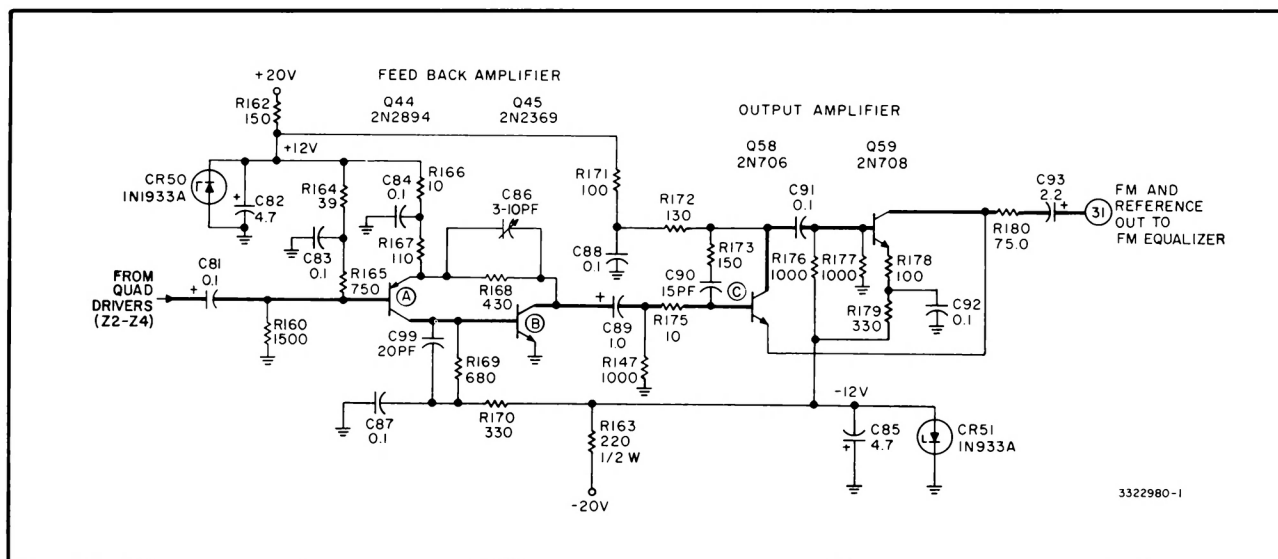 FEED BACK AMPLIFIER
Q44
2N2894
Q45
2N2369
OUTPUT AMPLIFIER
Q58
2N706
Q59
2N708
+20V
R162
150
+12V
CR50
1N1933A
C82
4.7
+
R164
39
C84
0.1
R166
10
C83
0.1
R167
110
C86
3-10PF
R165
750
R168
430
FROM
QUAD
DRIVERS
(Z2-Z4)
C81
+ 0.1
R160
1500
A
B
C99
20PF
R169
680
C87
0.1
R170
330
R163
220
1/2 W
-20V
R171
100
R172
130
C88
0.1
R173
150
C90
15PF
C
+
C89
1.0
R175
10
R147
1000
C91
0.1
R176
1000
R177
1000
R178
100
R179
330
C92
0.1
R180
75.0
C93
2.2 +
31
FM AND
REFERENCE
OUT TO
FM EQUALIZER
-12V
C85
4.7
+
CR51
1N933A
3322980-1